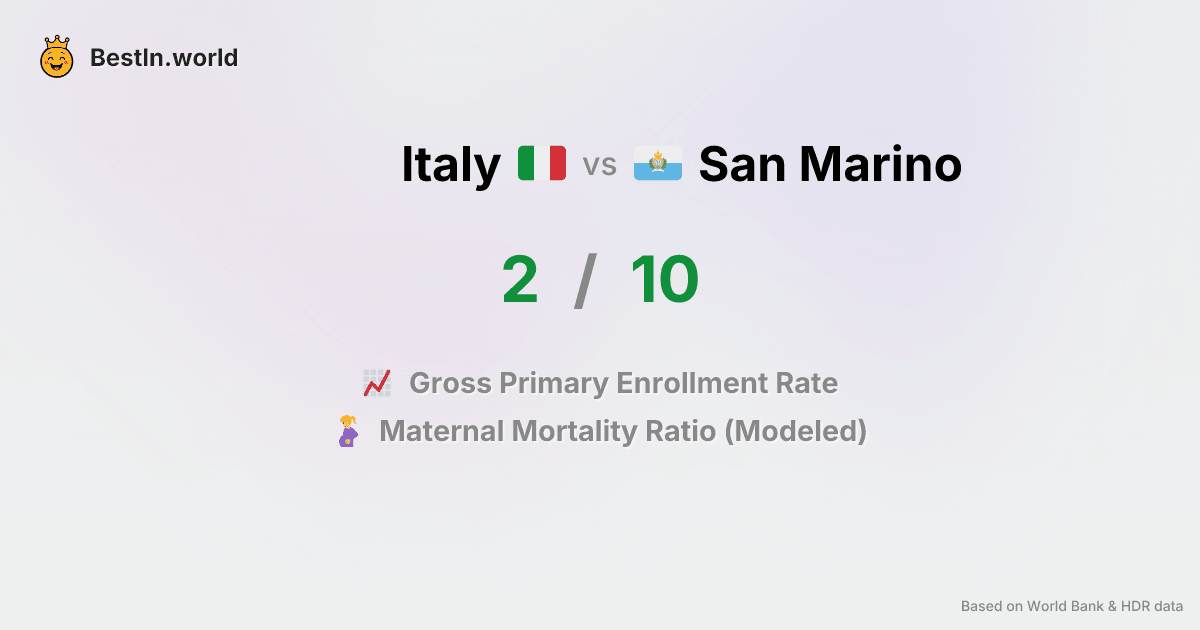 BestIn.world
Italy vs San Marino
2 / 10
Gross Primary Enrollment Rate
Maternal Mortality Ratio (Modeled)
Based on World Bank & HDR data